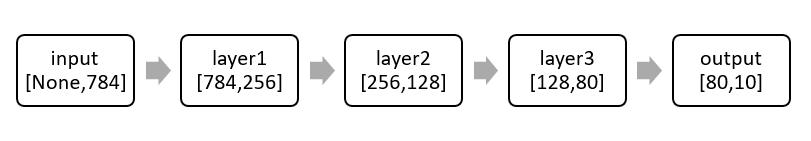 input
[None,784]
layer1
[784,256]
layer2
[256,128]
layer3
[128,80]
output
[80,10]